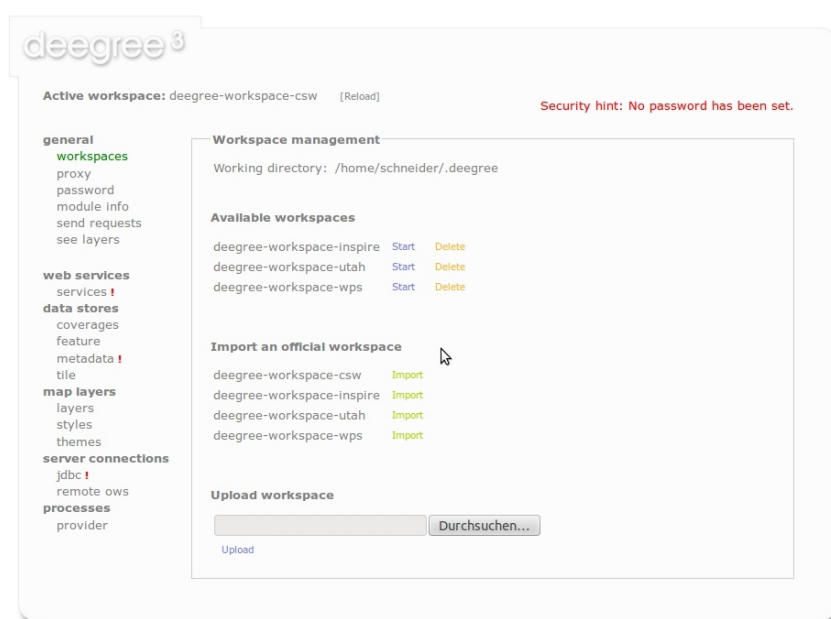 deegree 3
Active workspace: deegree-workspace-csw [Reload]
Security hint: No password has been set.
general
workspaces
proxy
password
module info
send requests
see layers
web services
services !
data stores
coverages
feature
metadata !
tile
map layers
layers
styles
themes
server connections
jdbc !
remote ows
processes
provider
Workspace management
Working directory: /home/schneider/.deegree
Available workspaces
deegree-workspace-inspire Start Delete
deegree-workspace-utah Start Delete
deegree-workspace-wps Start Delete
Import an official workspace
deegree-workspace-csw Import
deegree-workspace-inspire Import
deegree-workspace-utah Import
deegree-workspace-wps Import
Upload workspace
Durchsuchen...
Upload